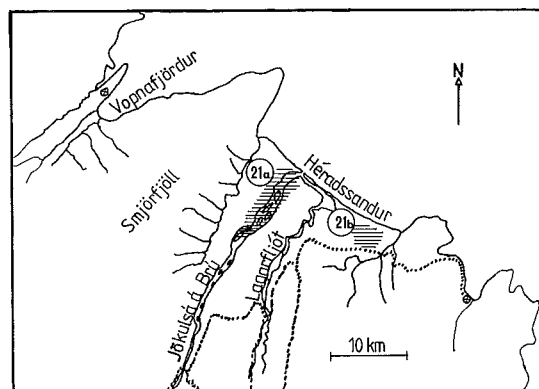 N
Vopnafjördur
21a
Héradssandur
Smjörfjöll
21b
Jökulsá á Brú
Lagarfljót
10 km